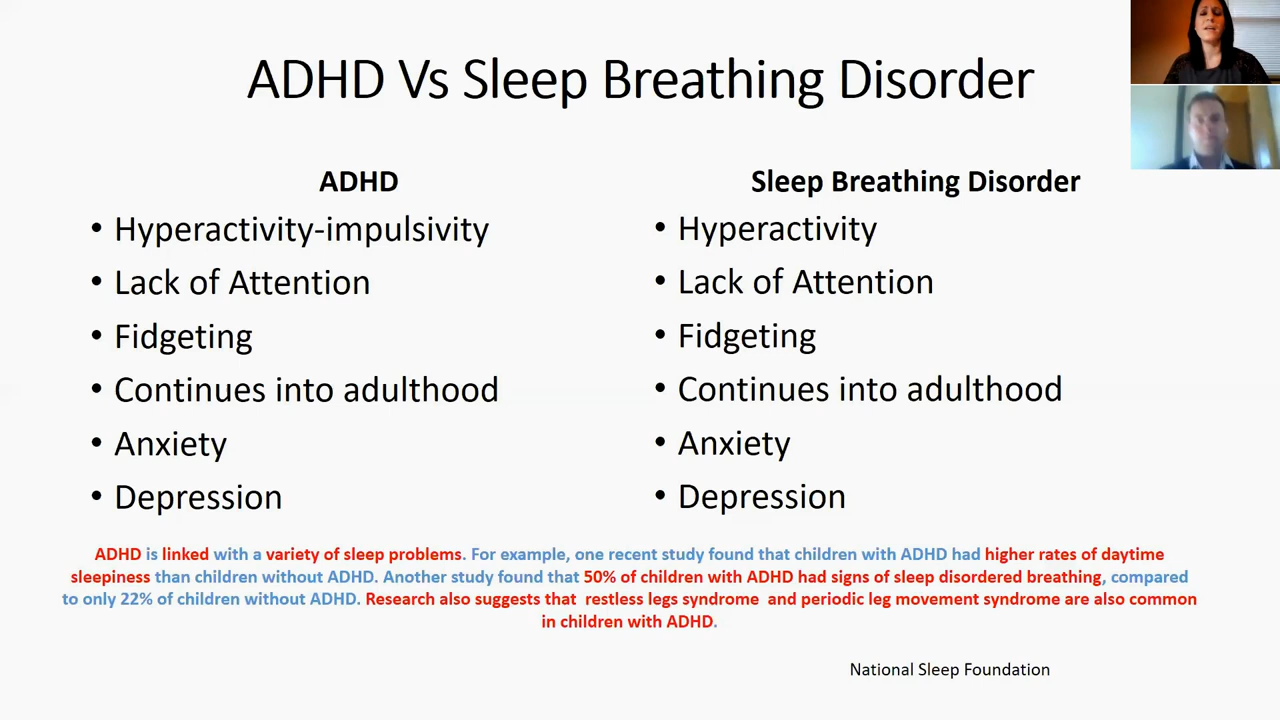 ADHD Vs Sleep Breathing Disorder
ADHD
• Hyperactivity-impulsivity
• Lack of Attention
• Fidgeting
• Continues into adulthood
• Anxiety
• Depression
Sleep Breathing Disorder
• Hyperactivity
• Lack of Attention
• Fidgeting
• Continues into adulthood
• Anxiety
• Depression
ADHD is linked with a variety of sleep problems. For example, one recent study found that children with ADHD had higher rates of daytime
sleepiness than children without ADHD. Another study found that 50% of children with ADHD had signs of sleep disordered breathing, compared
to only 22% of children without ADHD. Research also suggests that restless legs syndrome and periodic leg movement syndrome are also common
in children with ADHD.
National Sleep Foundation